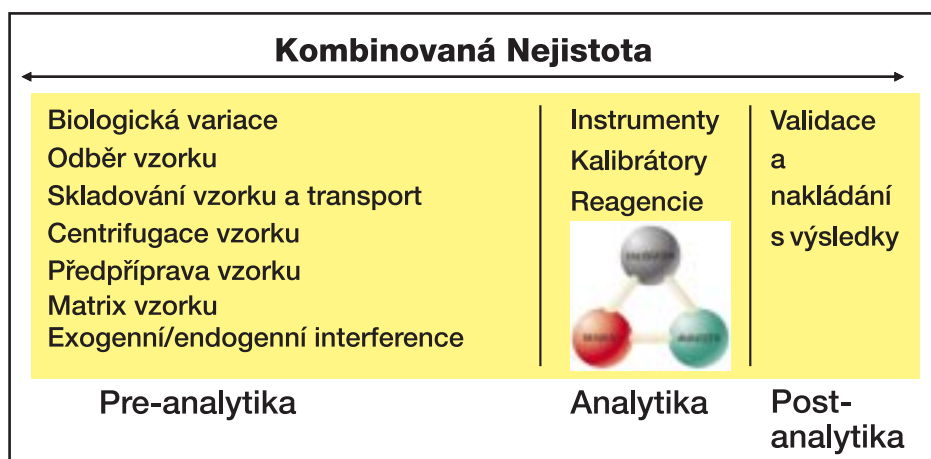 Kombinovaná Nejistota
Biologická variace
Odběr vzorku
Skladování vzorku a transport
Centrifugace vzorku
Předpříprava vzorku
Matrix vzorku
Exogenní/endogenní interference
Instrumenty
Kalibrátory
Reagencie
Validace
a
nakládání
s výsledky
Pre-analytika
Analytika
Post-
analytika